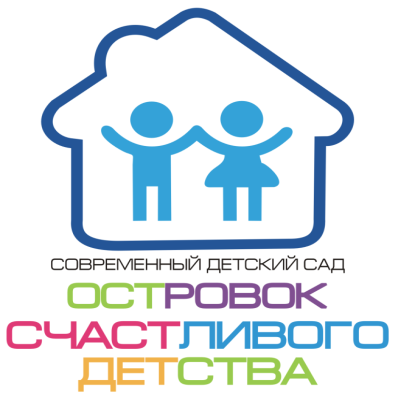 СОВРЕМЕННЫЙ ДЕТСКИЙ САД
ОСТРОВОК
СЧАСТЛИВОГО
ДЕТСТВА